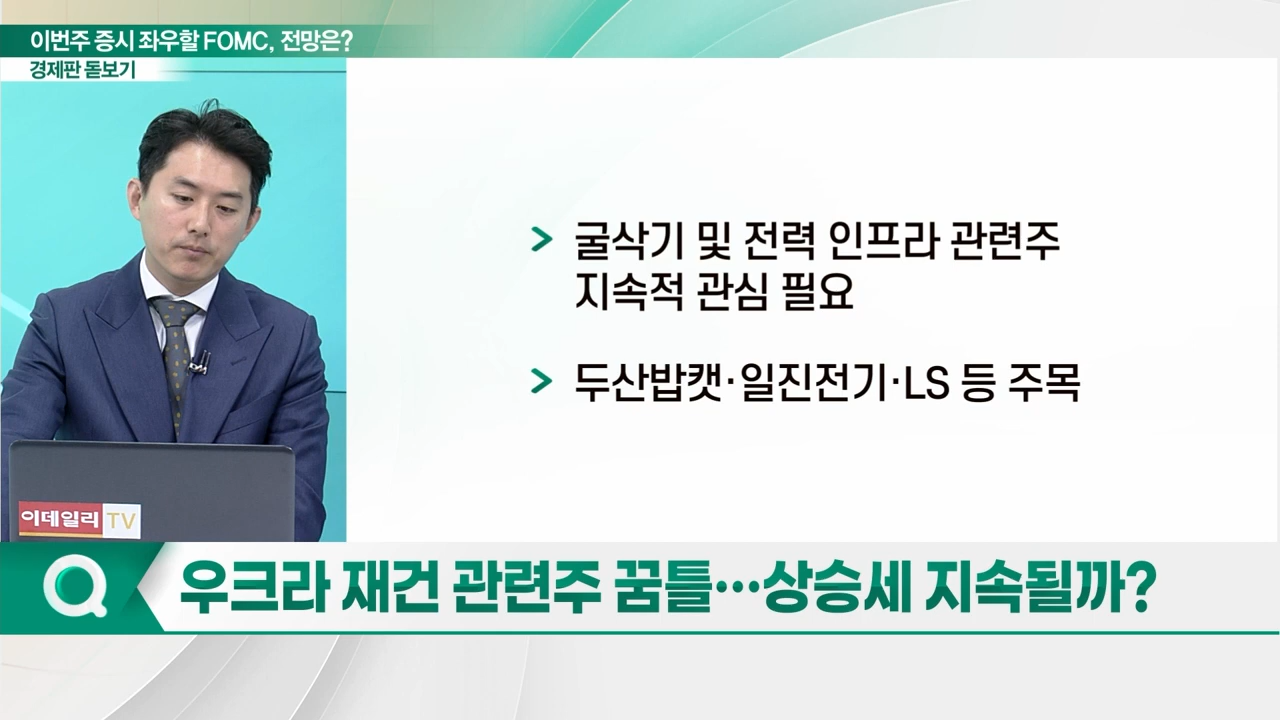 이번주 증시 좌우할 FOMC, 전망은?
경제판 돋보기
> 굴삭기 및 전력 인프라 관련주
지속적 관심 필요
> 두산밥캣·일진전기·LS 등 주목
이데일리 TV
Q 우크라 재건 관련주 꿈틀…상승세 지속될까?